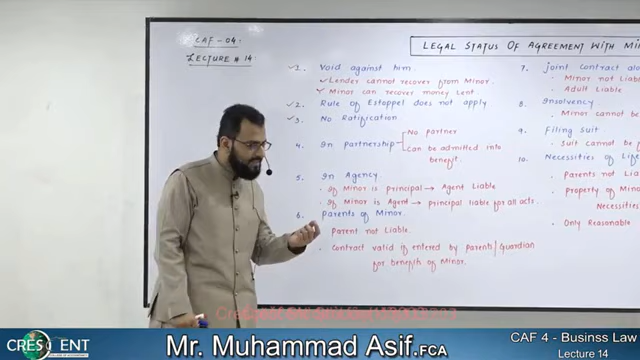 CAF-04:
LECTURE # 14:
LEGAL STATUS OF AGREEMENT WITH MIN
✓ 1. Void against him.
✓ Lender cannot recover from Minor.
✓ Minor can recover money Lent.
✓ 2. Rule of Estoppel does not apply
✓ 3. No Ratification.
4. In Partnership
No Partner
Can be admitted into benefit.
5. In Agency
• If Minor is principal → Agent Liable
• If Minor is Agent → principal liable for all acts.
6. Parents of Minor.
Parent not Liable.
• Contract valid if entered by Parents/Guardian
for benefit of Minor.
7. Joint Contract alo
• Minor not Liabl
• Adult Liable
8. Insolvency
• Minor cannot be
9. Filing Suit.
• Suit cannot be f
10. Necessities of Life
• Parents not Lia
• Property of Mino
Necessities
• Only Reasonable
CRESCENT
Mr. Muhammad Asif.FCA
CAF 4 - Businss Law
Lecture 14